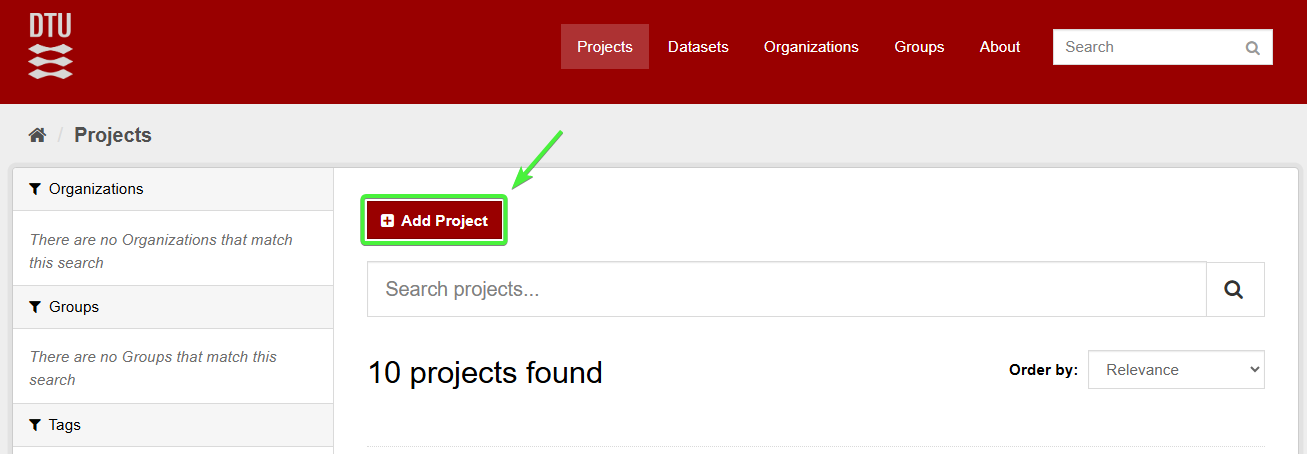 DTU
Projects Datasets Organizations Groups About Search
/ Projects
Organizations
There are no Organizations that match
this search
Groups
There are no Groups that match this
search
Tags
Add Project
Search projects...
10 projects found
Order by: Relevance